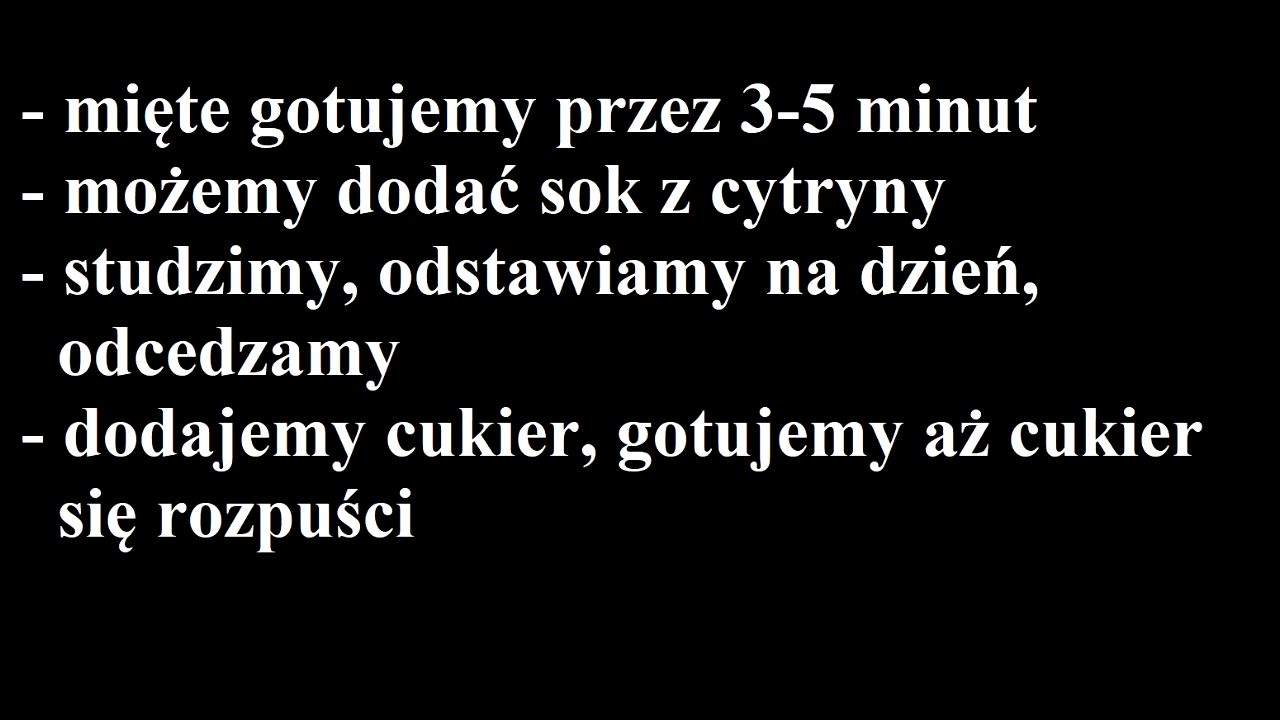 - mięte gotujemy przez 3-5 minut
- możemy dodać sok z cytryny
- studzimy, odstawiamy na dzień,
odcedzamy
- dodajemy cukier, gotujemy aż cukier
się rozpuści